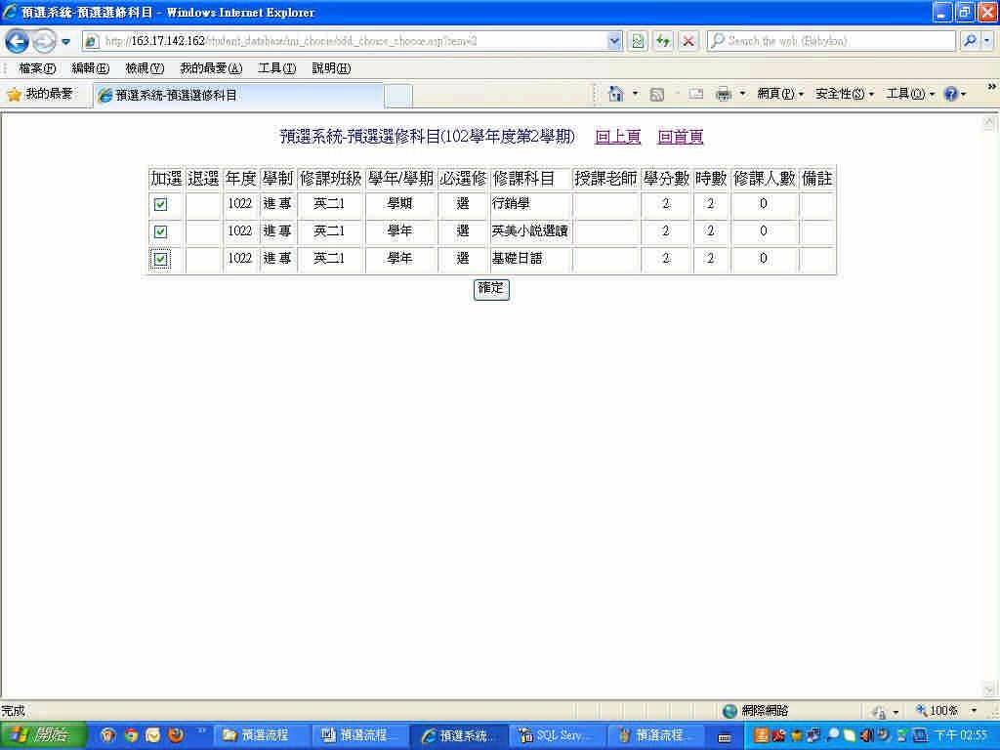 預選系統-預選選修科目 - Windows Internet Explorer
http://163.17.142.162/student_database/ Search the web (Babylon)
檔案(F) 編輯(E) 檢視(V) 我的最愛(A) 工具(T) 說明(H)
我的最愛 預選系統-預選選修科目 網頁(P) 安全性(S) 工具(O)
預選系統-預選選修科目(102學年度第2學期) 回上頁 回首頁
加選 退選 年度 學制 修課班級 學年/學期 必選修 修課科目 授課老師 學分數 時數 修課人數 備註
1022 進專 英二1 學期 選 行銷學 2 2 0
1022 進專 英二1 學年 選 英美小說選讀 2 2 0
1022 進專 英二1 學年 選 基礎日語 2 2 0
確定
完成 網際網路 100%
開始 預選流程 預選流程... 預選系統... SQL Serv... 預選流程... 下午 02:55